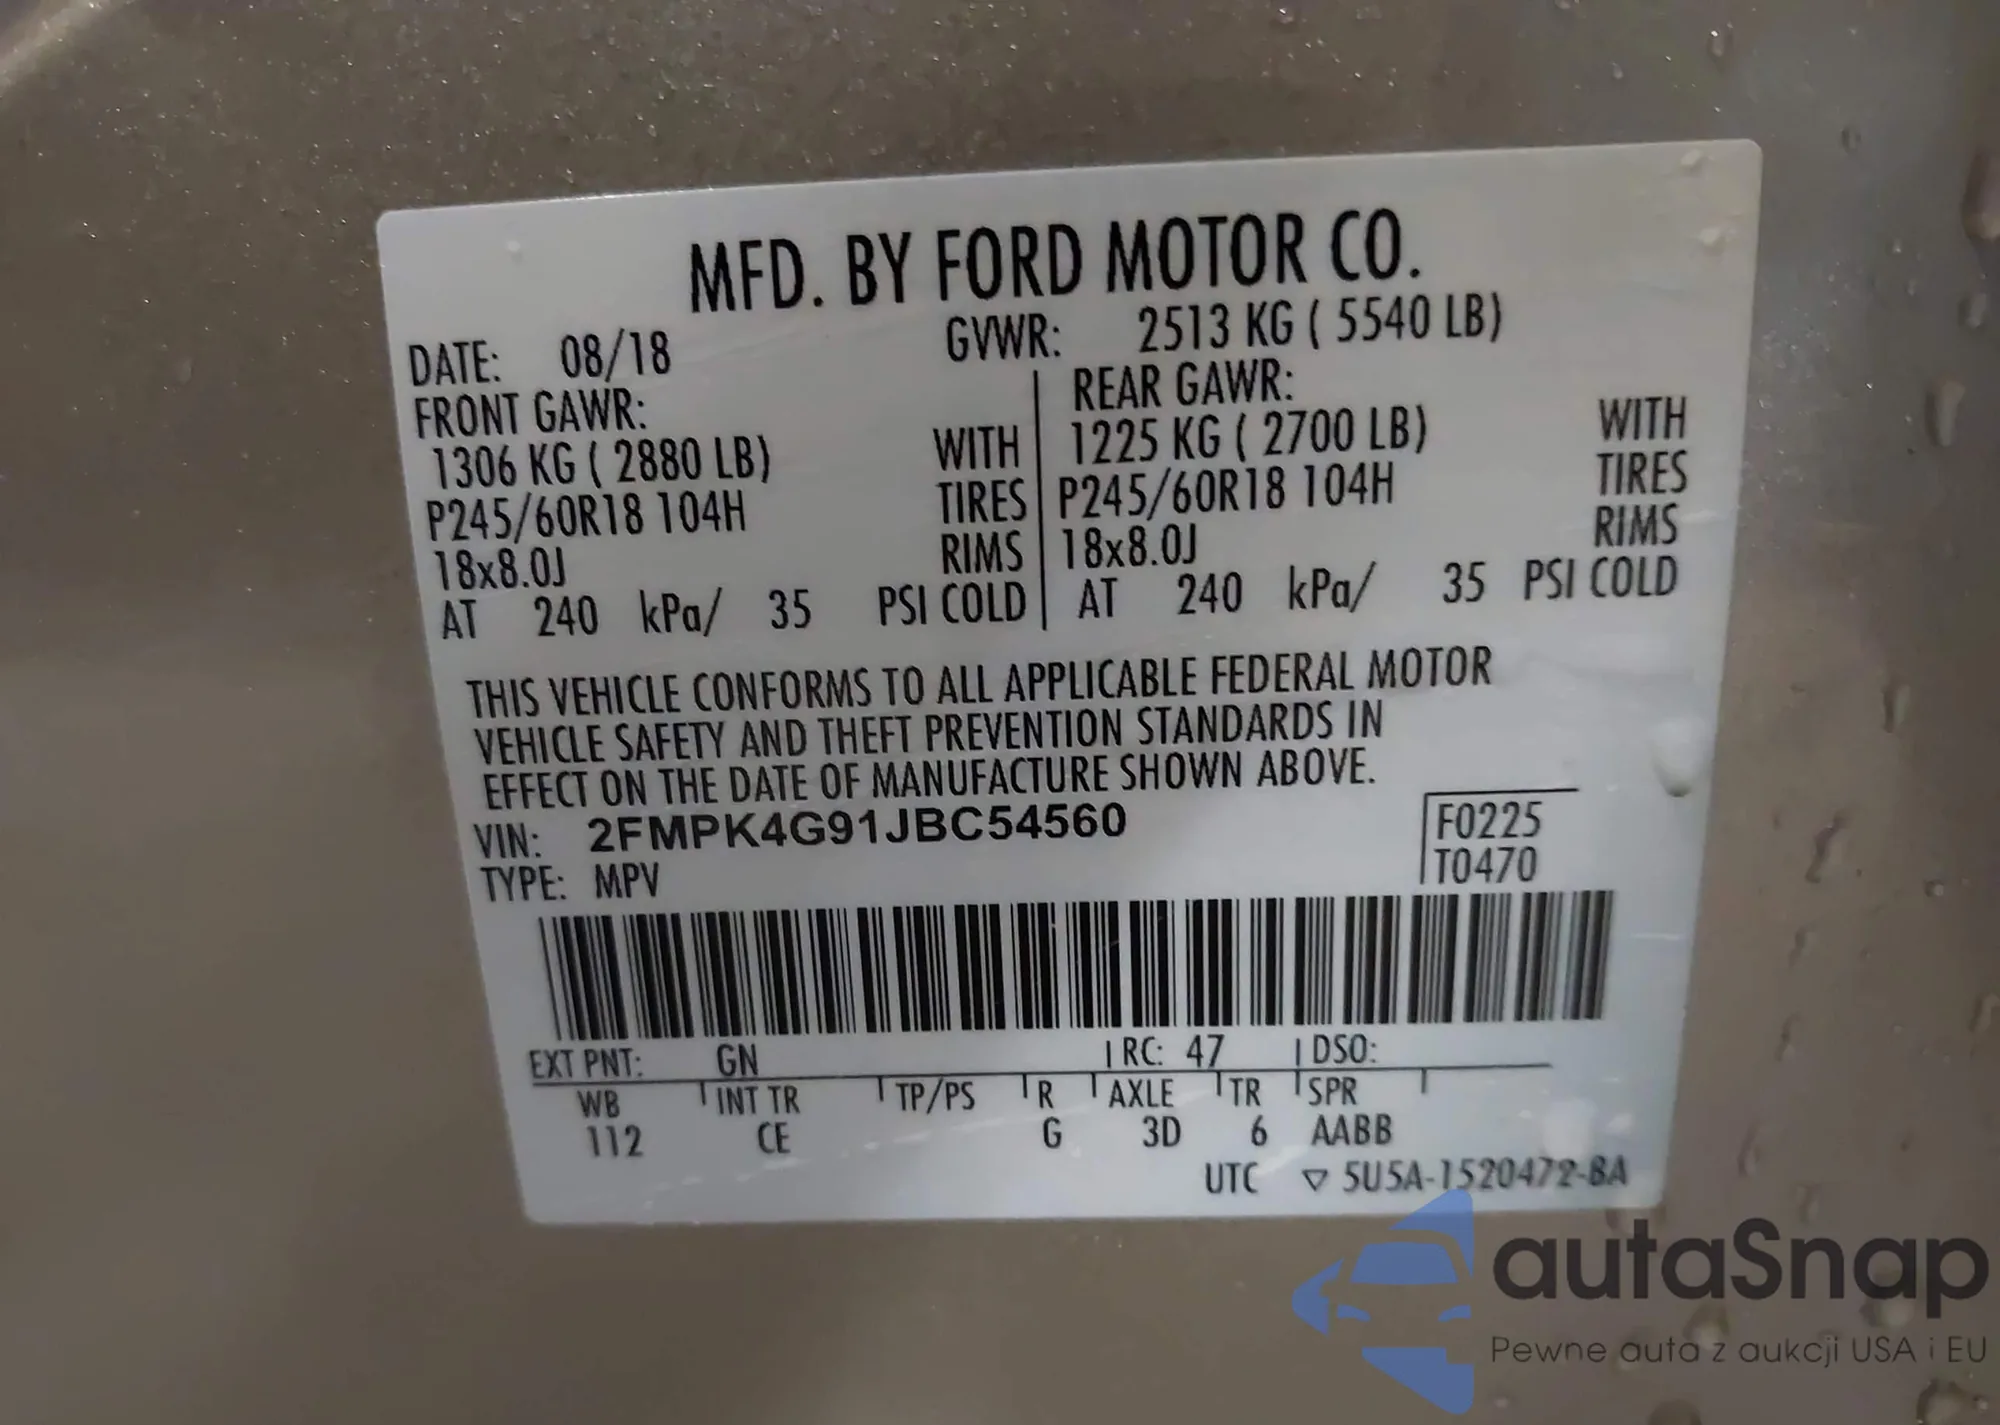 MFD. BY FORD MOTOR CO.
DATE: 08/18 GVWR: 2513 KG ( 5540 LB)
FRONT GAWR: REAR GAWR:
1306 KG ( 2880 LB) WITH 1225 KG ( 2700 LB) WITH
P245/60R18 104H TIRES P245/60R18 104H TIRES
18x8.0J RIMS 18x8.0J RIMS
AT 240 kPa/ 35 PSI COLD AT 240 kPa/ 35 PSI COLD
THIS VEHICLE CONFORMS TO ALL APPLICABLE FEDERAL MOTOR
VEHICLE SAFETY AND THEFT PREVENTION STANDARDS IN
EFFECT ON THE DATE OF MANUFACTURE SHOWN ABOVE.
VIN: 2FMPK4G91JBC54560 F0225
TYPE: MPV T0470
EXT PNT: GN RC: 47 DSO:
WB INT TR TP/PS R AXLE TR SPR
112 CE G 3D 6 AABB
UTC ▽ 5U5A-1520472-BA
autaSnap
Pewne auta z aukcji USA i EU